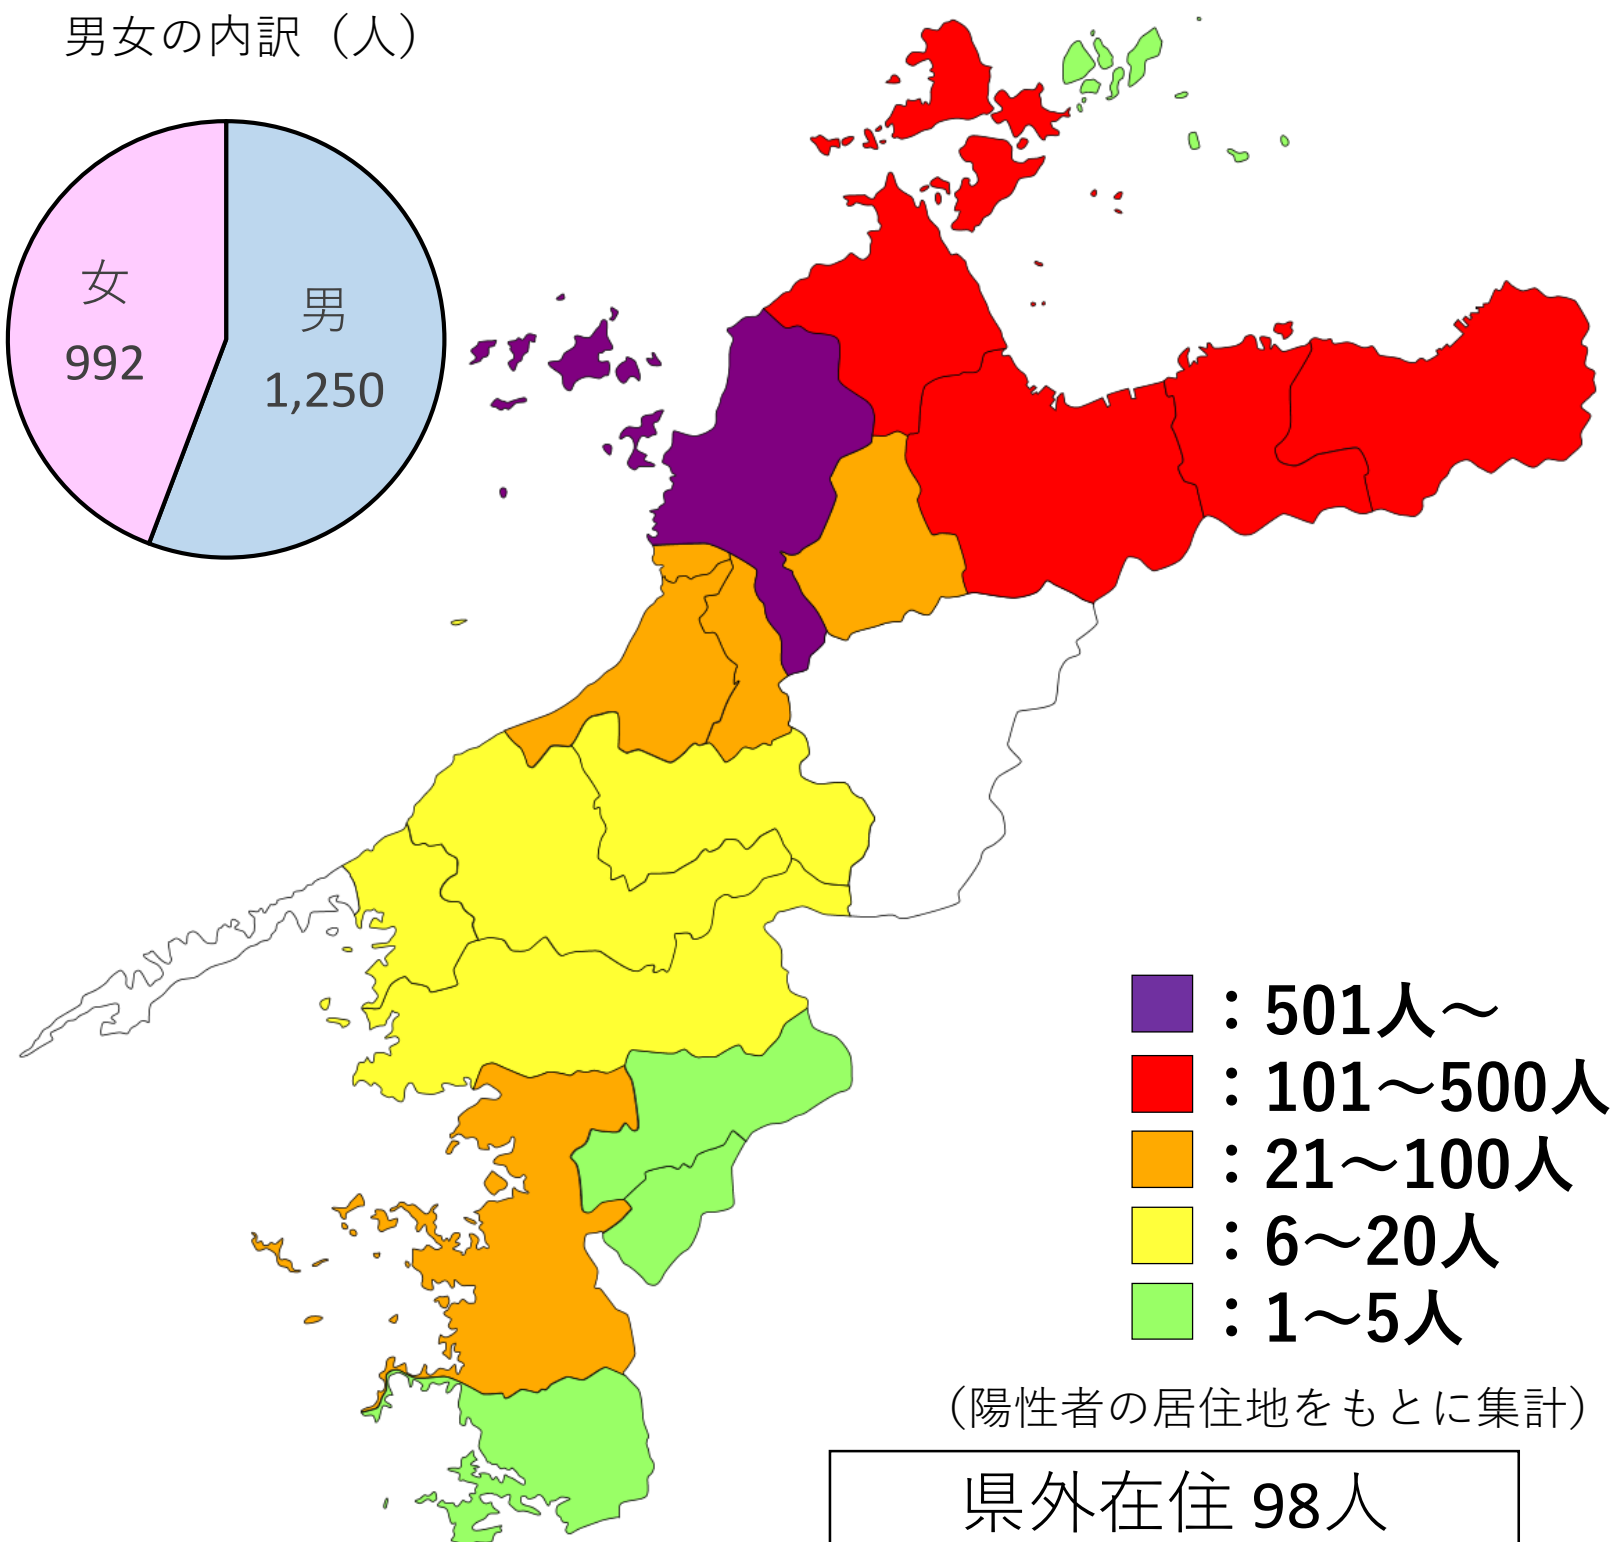 男女の内訳（人）
女
992
男
1,250
：501人～
：101～500人
：21～100人
：6～20人
：1～5人
（陽性者の居住地をもとに集計）
県外在住 98人